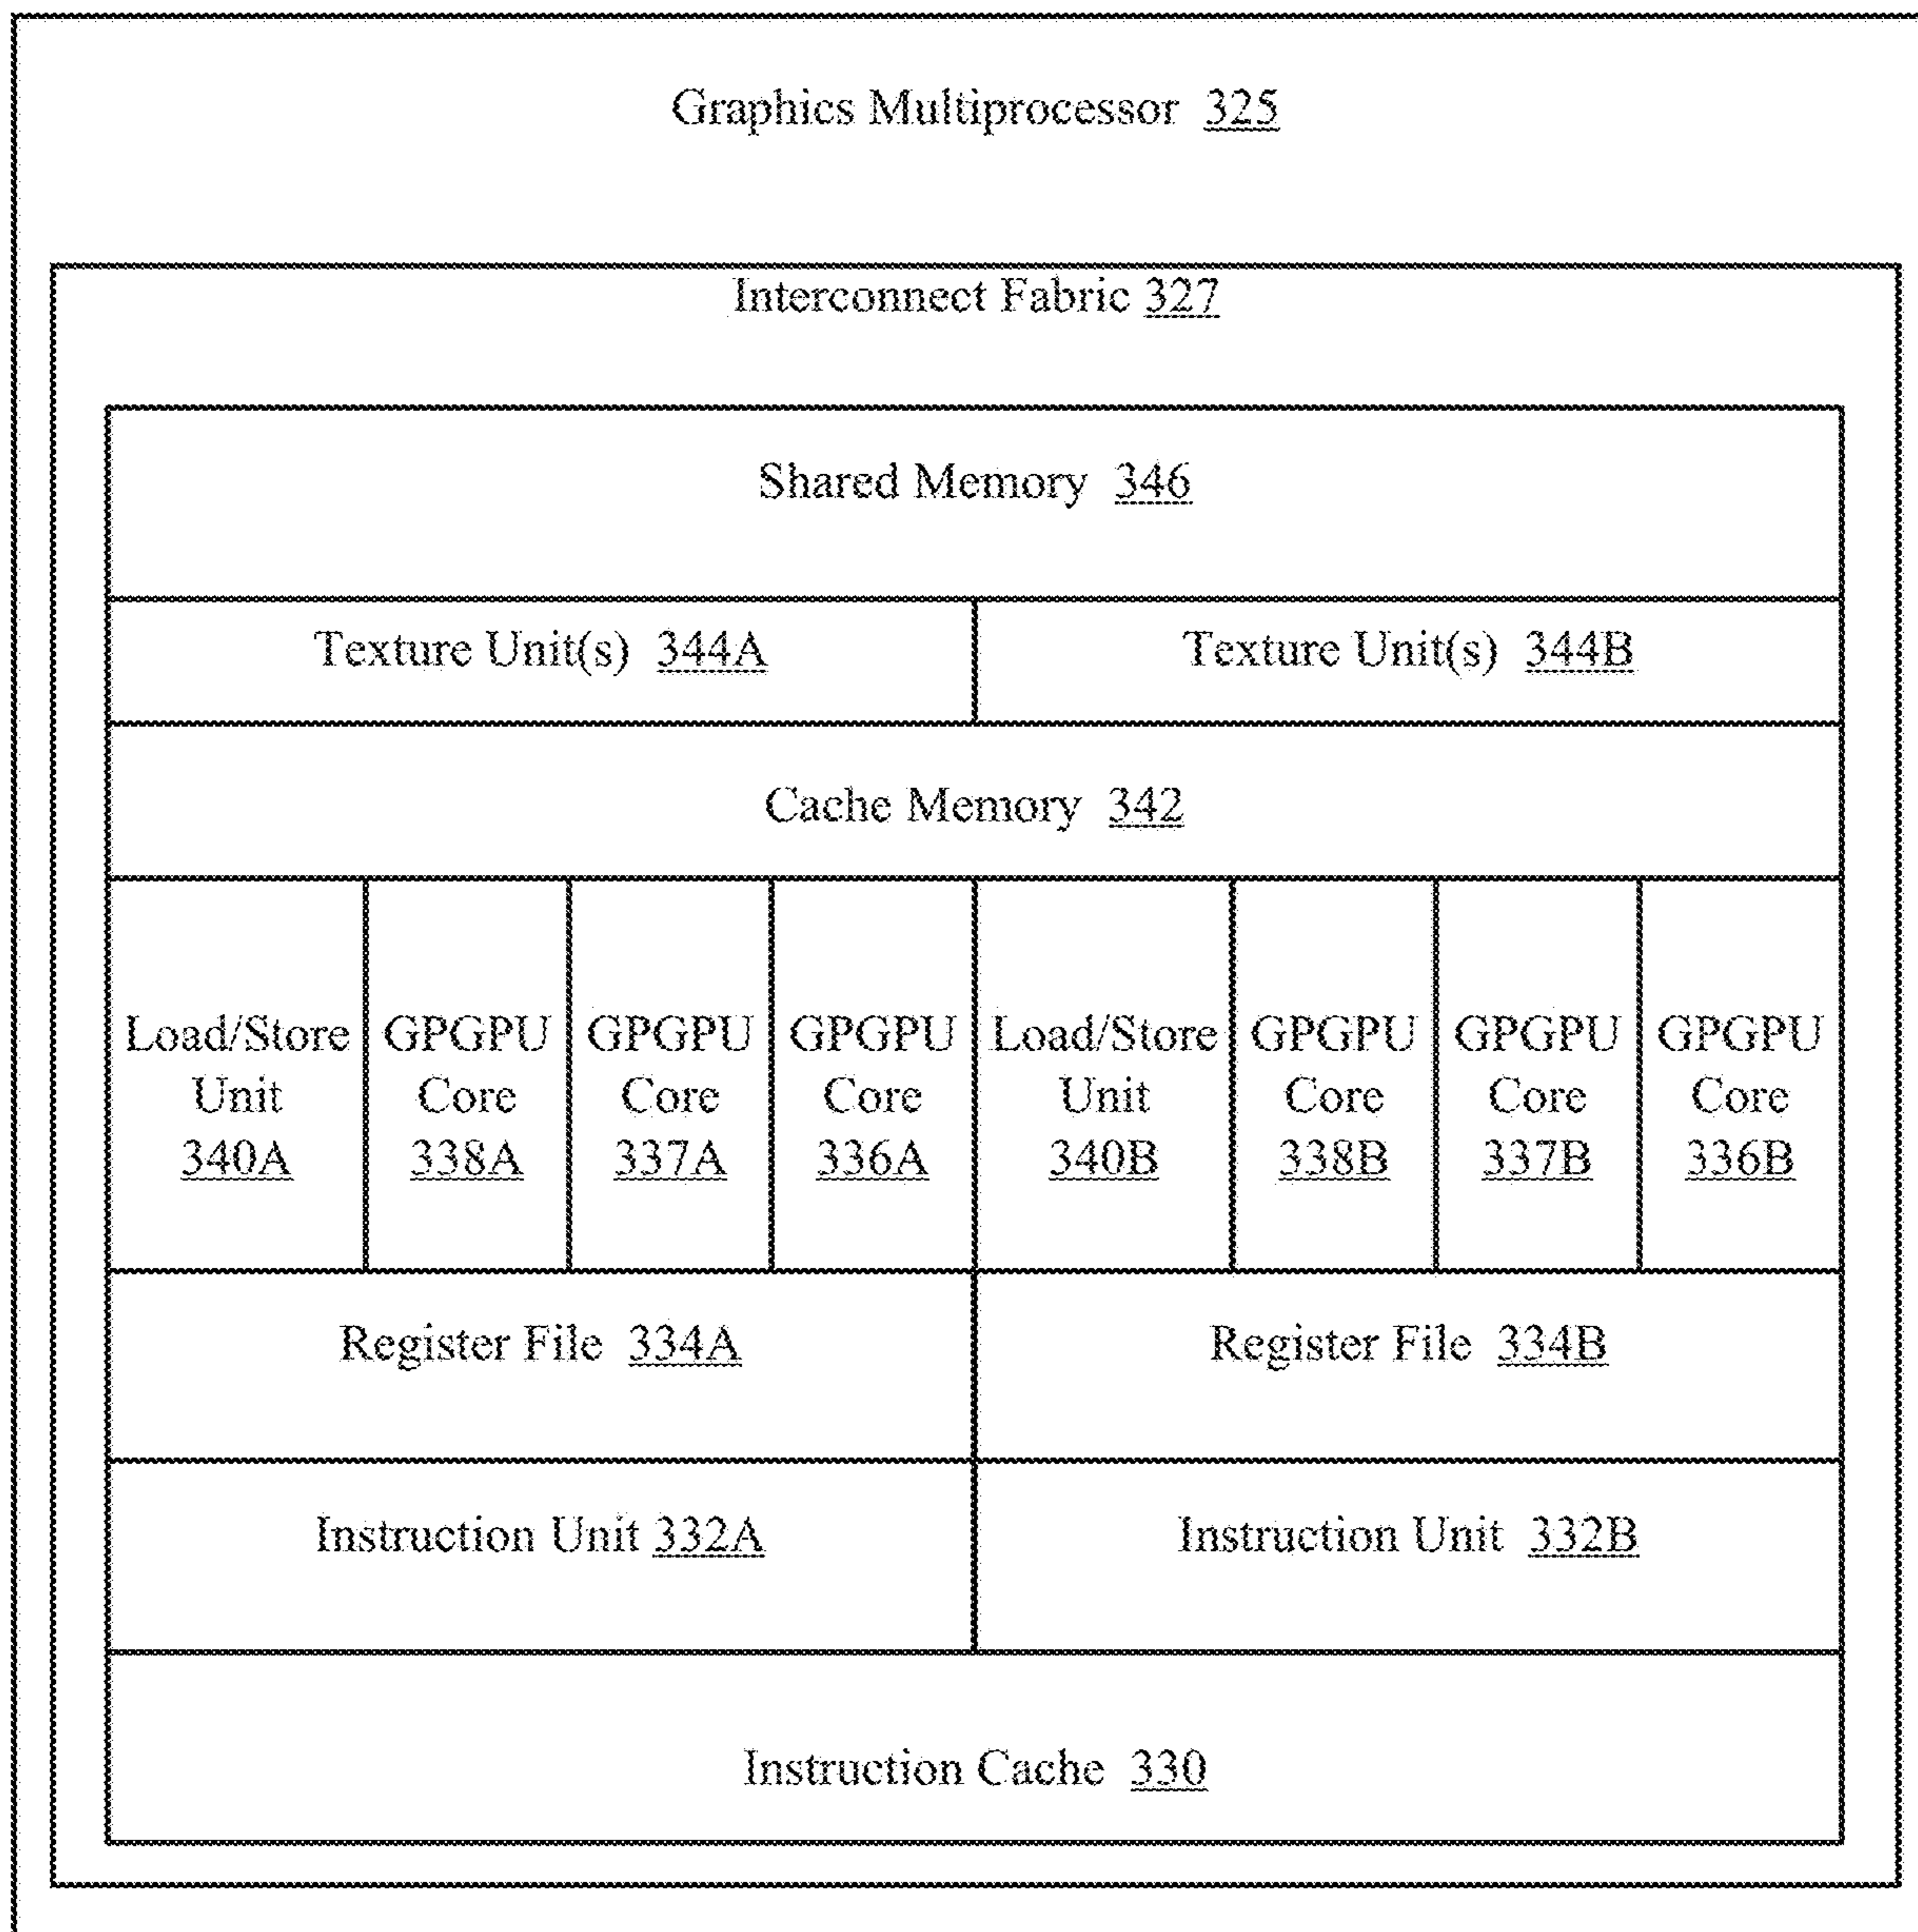 Graphics Multiprocessor 325
Interconnect Fabric 327
Shared Memory 346
Texture Unit(s) 344A
Texture Unit(s) 344B
Cache Memory 342
Load/Store
Unit
340A
GPGPU
Core
338A
GPGPU
Core
337A
GPGPU
Core
336A
Load/Store
Unit
340B
GPGPU
Core
338B
GPGPU
Core
337B
GPGPU
Core
336B
Register File 334A
Register File 334B
Instruction Unit 332A
Instruction Unit 332B
Instruction Cache 330